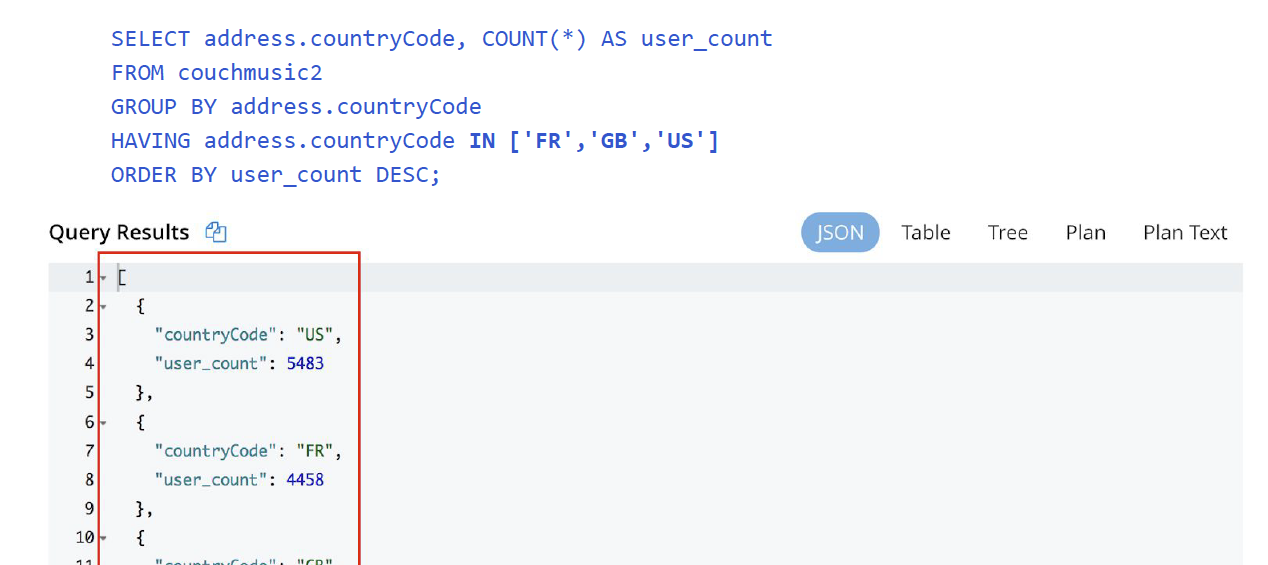 SELECT address.countryCode, COUNT(*) AS user_count
FROM couchmusic2
GROUP BY address.countryCode
HAVING address.countryCode IN ['FR','GB','US']
ORDER BY user_count DESC;
Query Results JSON Table Tree Plan Plan Text
1 [
2 {
3 "countryCode": "US",
4 "user_count": 5483
5 },
6 {
7 "countryCode": "FR",
8 "user_count": 4458
9 },
10 {
11 "countryCode": "GB",